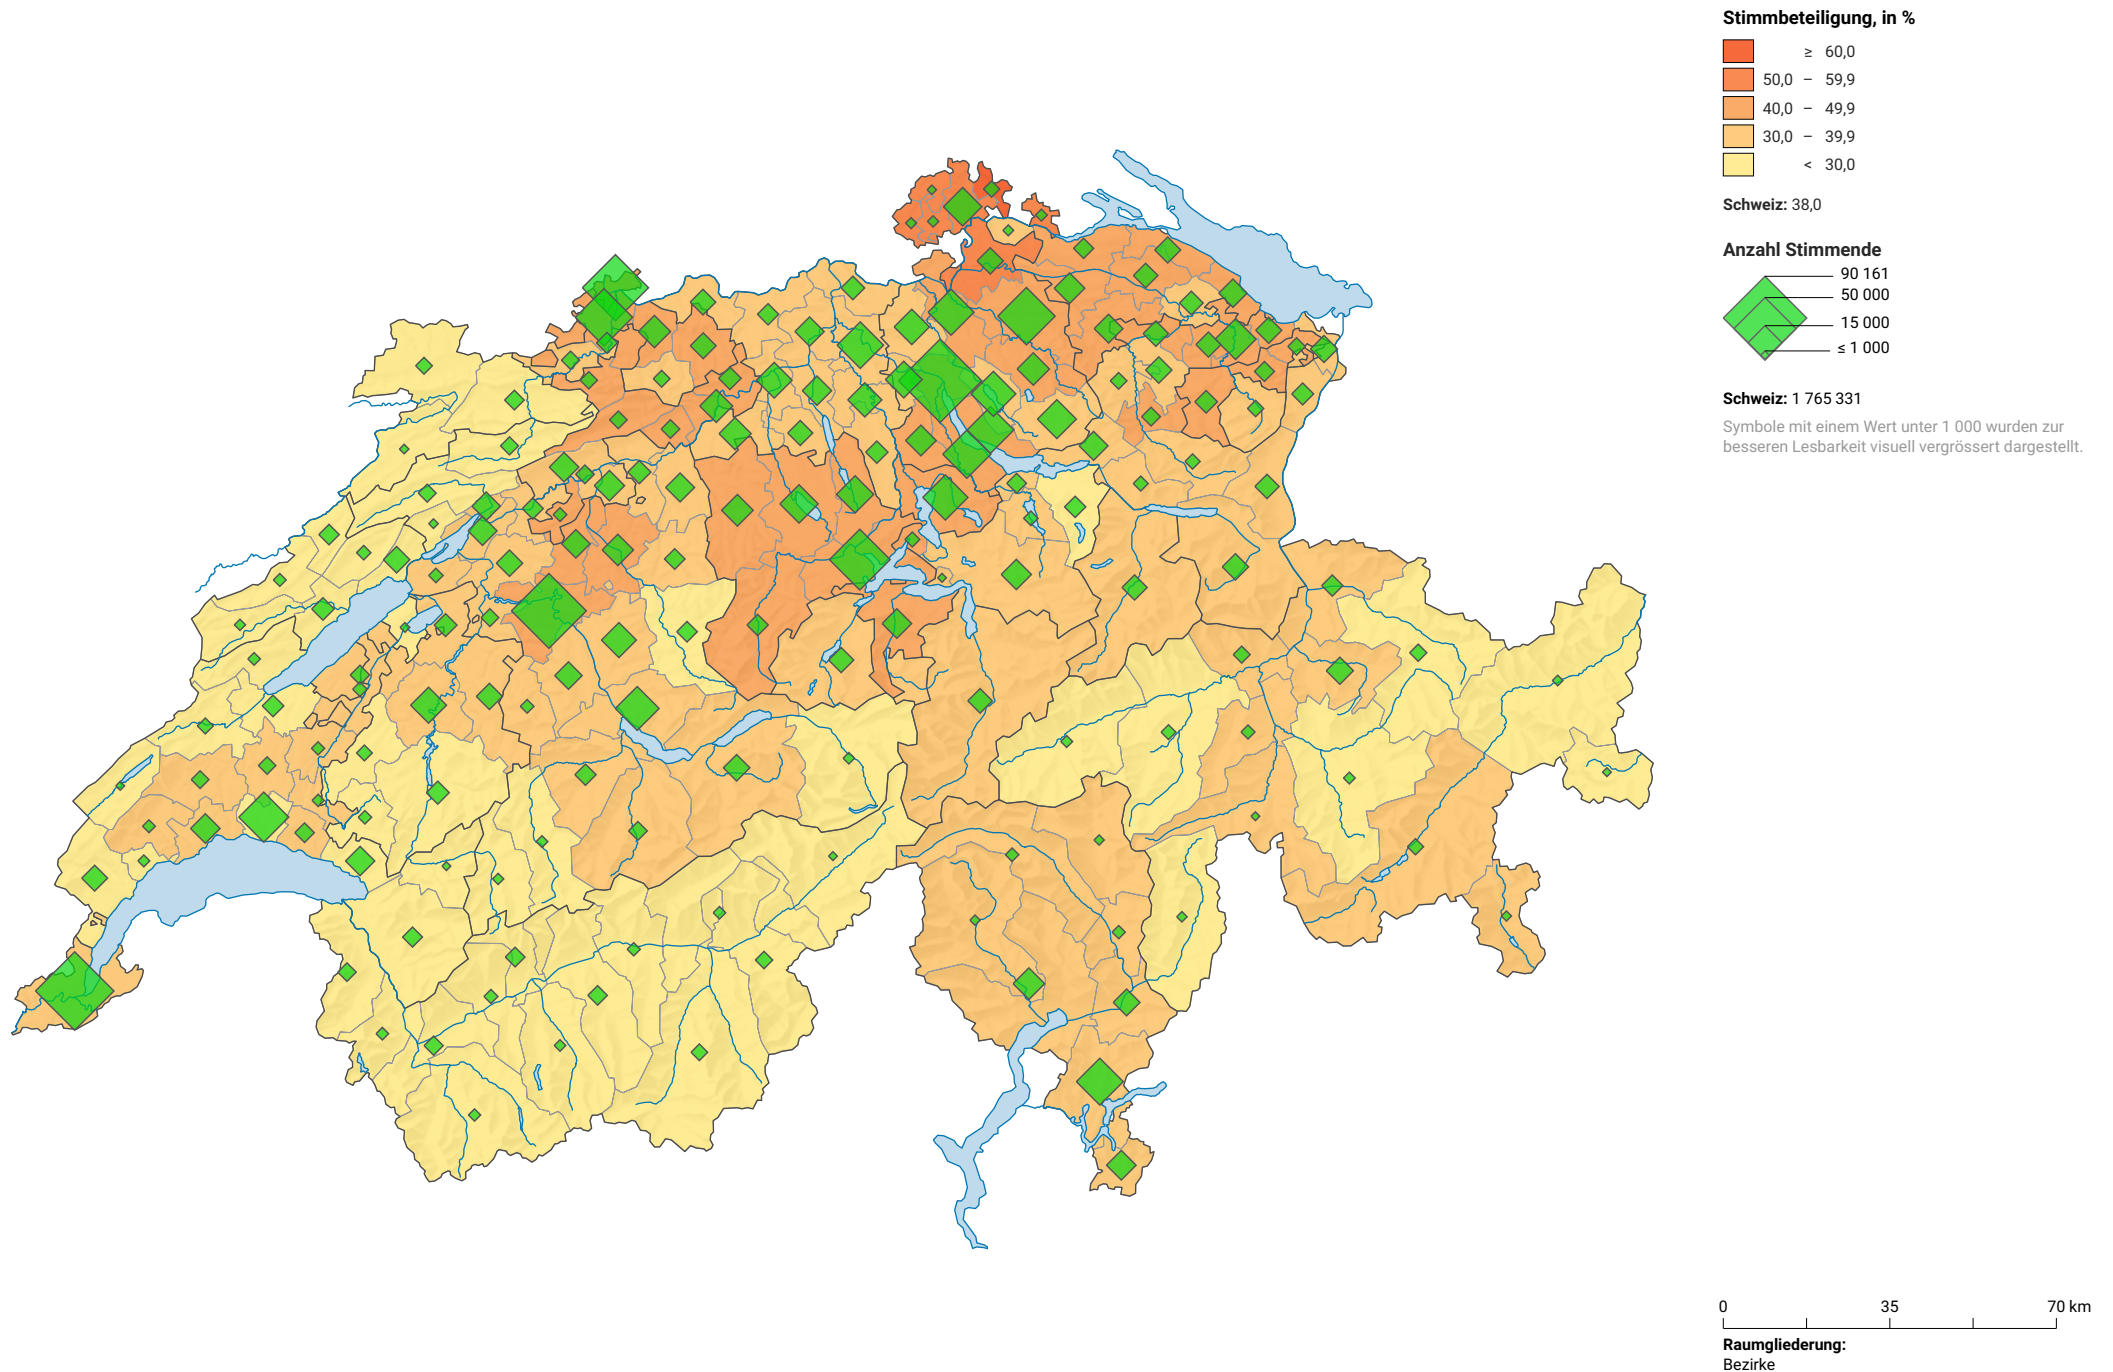 Stimmbeteiligung, in %
≥ 60,0
50,0 – 59,9
40,0 – 49,9
30,0 – 39,9
< 30,0
Schweiz: 38,0
Anzahl Stimmende
90 161
50 000
15 000
≤ 1 000
Schweiz: 1 765 331
Symbole mit einem Wert unter 1 000 wurden zur
besseren Lesbarkeit visuell vergrössert dargestellt.
0 35 70 km
Raumgliederung:
Bezirke